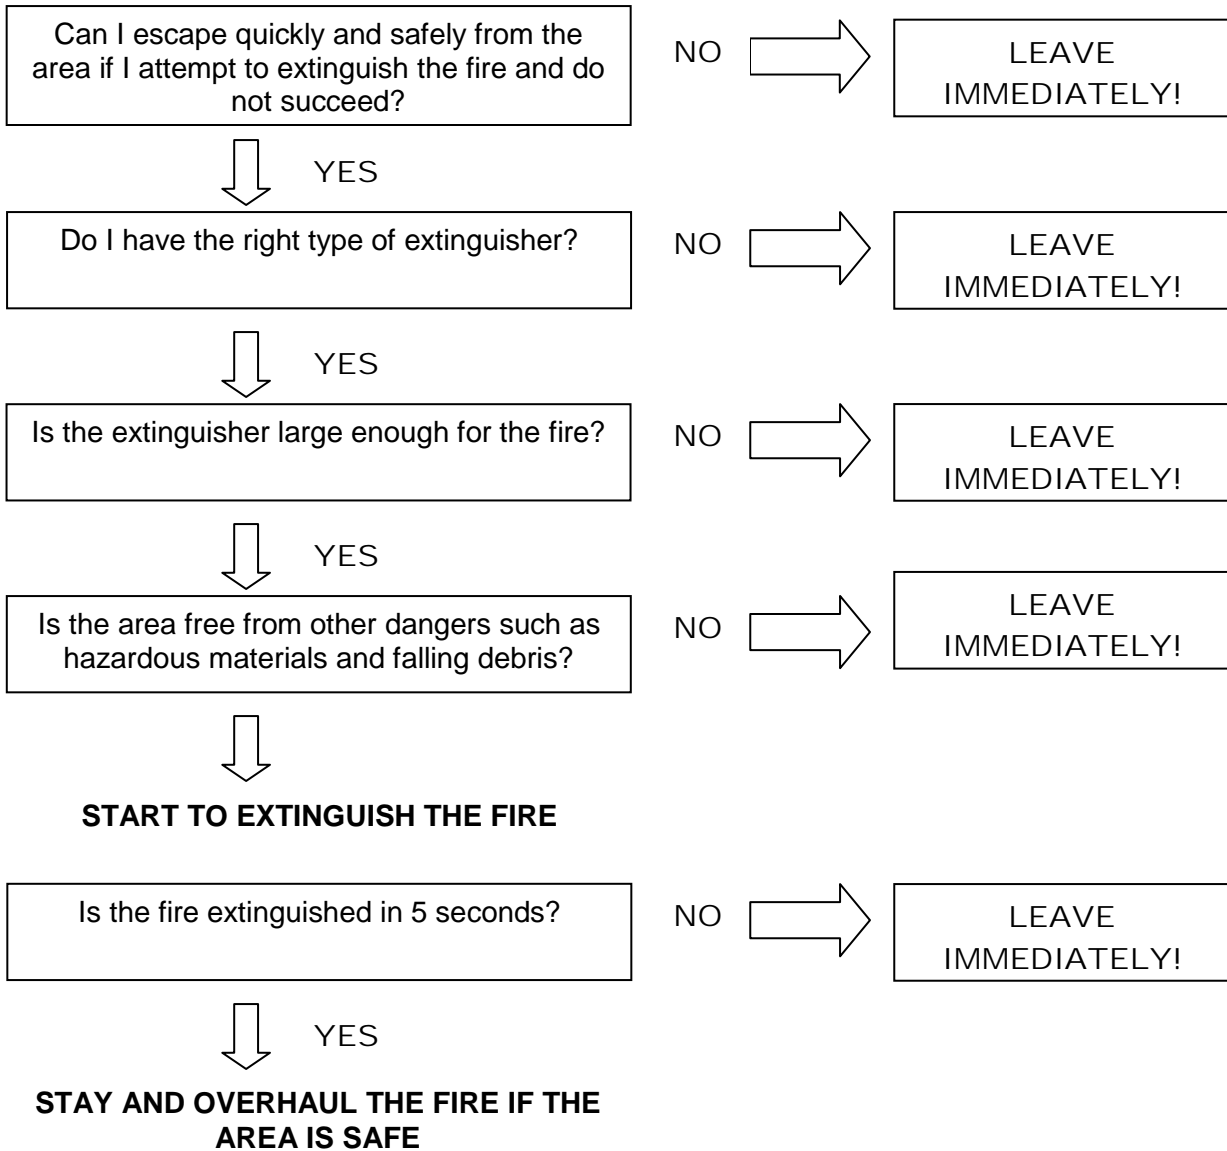 Can I escape quickly and safely from the
area if I attempt to extinguish the fire and do
not succeed?
NO
LEAVE
IMMEDIATELY!
YES
Do I have the right type of extinguisher?
NO
LEAVE
IMMEDIATELY!
YES
Is the extinguisher large enough for the fire?
NO
LEAVE
IMMEDIATELY!
YES
Is the area free from other dangers such as
hazardous materials and falling debris?
NO
LEAVE
IMMEDIATELY!
START TO EXTINGUISH THE FIRE
Is the fire extinguished in 5 seconds?
NO
LEAVE
IMMEDIATELY!
YES
STAY AND OVERHAUL THE FIRE IF THE
AREA IS SAFE